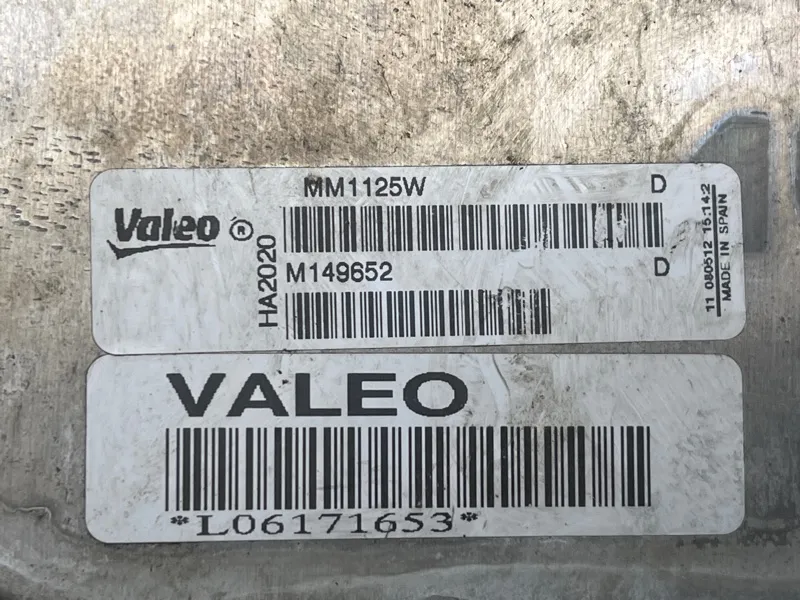 MM1125W D
Valeo ®
HA2020
M149652 D
11 080512 15:14.2
MADE IN SPAIN
VALEO
*L06171653*